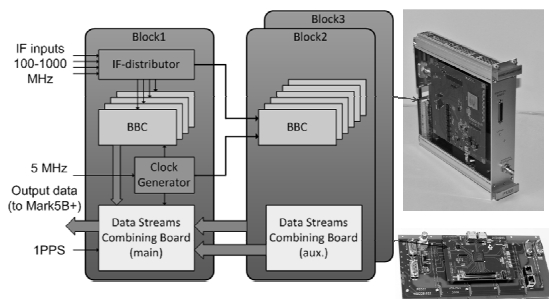 Block1
Block3
Block2
IF inputs
100-1000
MHz
IF-distributor
BBC
BBC
5 MHz
Clock
Generator
Output data
(to Mark5B+)
1PPS
Data Streams
Combining Board
(main)
Data Streams
Combining Board
(aux.)